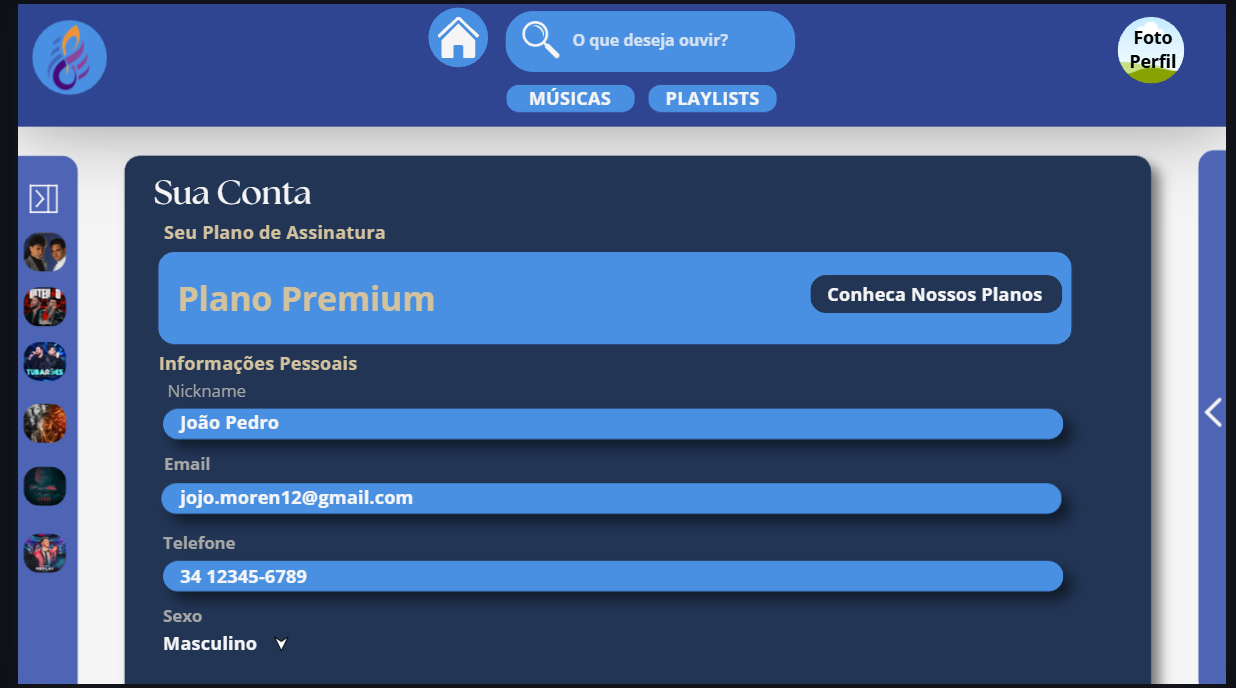 O que deseja ouvir?
Foto
Perfil
MÚSICAS
PLAYLISTS
Sua Conta
Seu Plano de Assinatura
Plano Premium
Conheca Nossos Planos
Informações Pessoais
Nickname
João Pedro
Email
jojo.moren12@gmail.com
Telefone
34 12345-6789
Sexo
Masculino